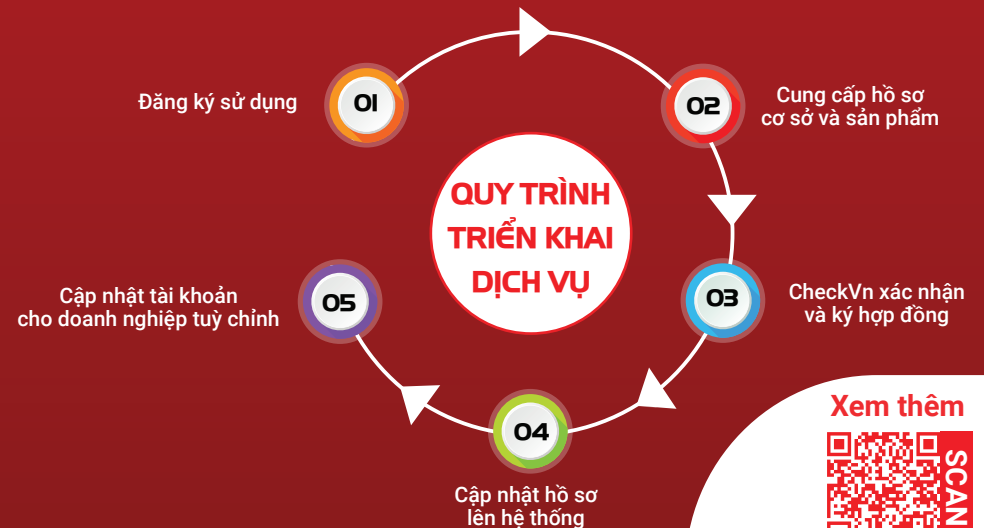 01
Đăng ký sử dụng
02
Cung cấp hồ sơ
cơ sở và sản phẩm
QUY TRÌNH
TRIỂN KHAI
DỊCH VỤ
03
CheckVn xác nhận
và ký hợp đồng
04
Cập nhật hồ sơ
lên hệ thống
05
Cập nhật tài khoản
cho doanh nghiệp tuỳ chỉnh
Xem thêm
SCAN